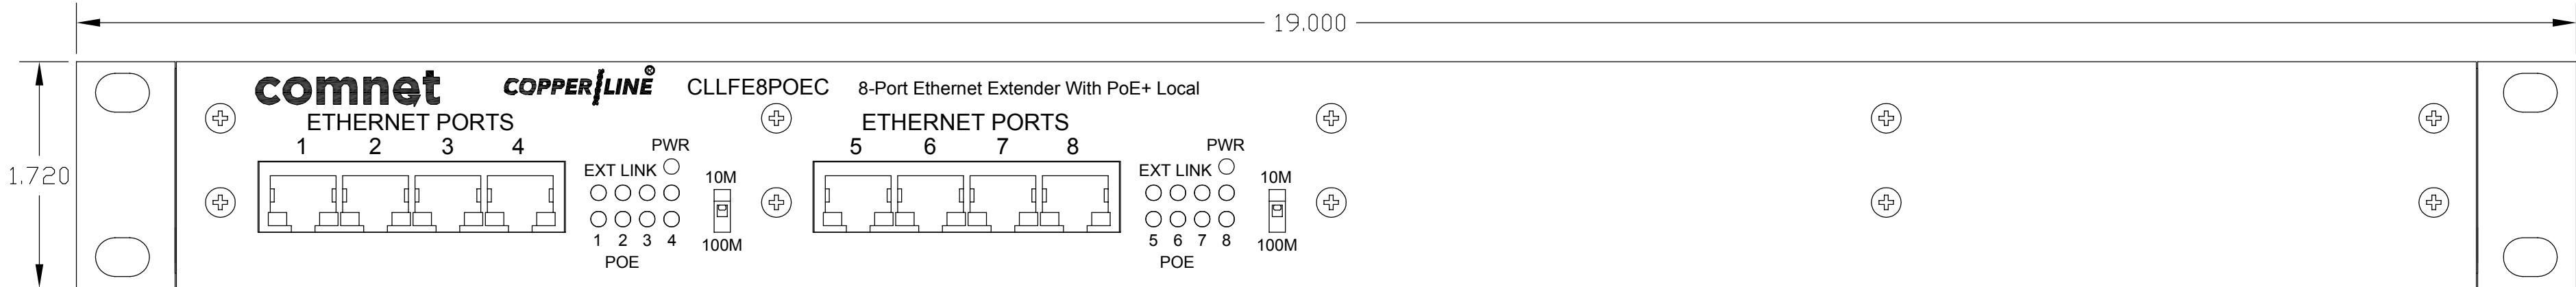 19.000
comnet COPPER LINE® CLLFE8POEC 8-Port Ethernet Extender With PoE+ Local
ETHERNET PORTS
1 2 3 4
PWR
EXT LINK
10M
100M
1 2 3 4
POE
ETHERNET PORTS
5 6 7 8
PWR
EXT LINK
10M
100M
5 6 7 8
POE
1.720